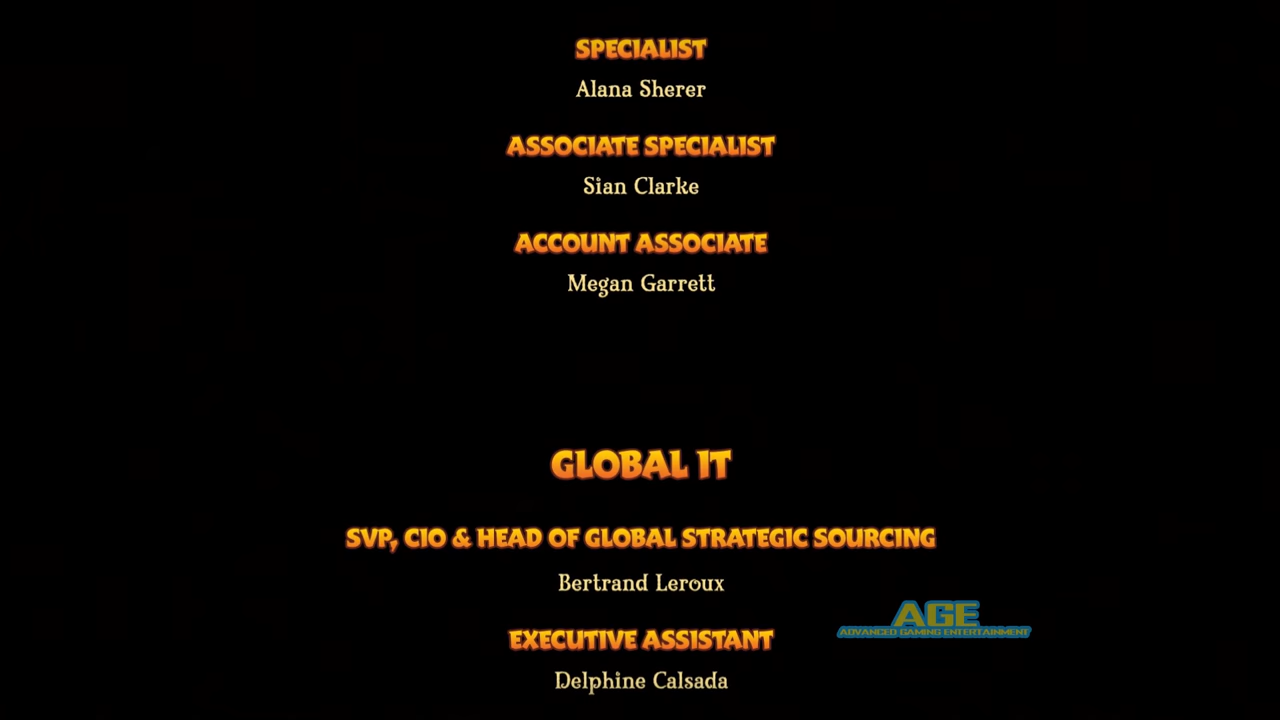 SPECIALIST
Alana Sherer
ASSOCIATE SPECIALIST
Sian Clarke
ACCOUNT ASSOCIATE
Megan Garrett
GLOBAL IT
SVP, CIO & HEAD OF GLOBAL STRATEGIC SOURCING
Bertrand Leroux
AGE
ADVANCED GAMING ENTERTAINMENT
EXECUTIVE ASSISTANT
Delphine Calsada